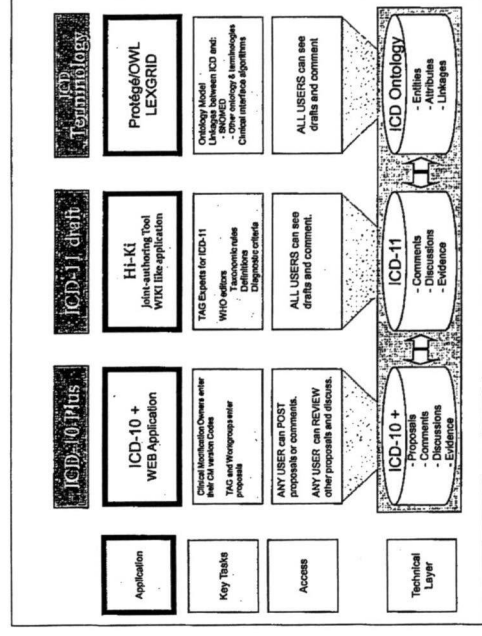 ICD-10 Plus
ICD-11 draft
ICD
Terminology
Application
ICD-10 +
WEB Application
Hi-Ki
Joint-authoring Tool
WIKI like application
Protégé/OWL
LEXGRID
Key Tasks
Clinical Modification Owners enter
their CM version Codes
TAG and Workgroups enter
proposals
TAG Experts for ICD-11
WHO editors
Taxonomic rules
Definitions
Diagnostic criteria
Ontology Model
Linkages between ICD and:
- SNOMED
- Other ontology & terminologies
Clinical interface algorithms
Access
ANY USER can POST
proposals or comments.
ANY USER can REVIEW
other proposals and discuss.
ALL USERS can see
drafts and comment.
ALL USERS can see
drafts and comment
Technical
Layer
ICD-10 +
- Proposals
- Comments
- Discussions
- Evidence
ICD-11
- Comments
- Discussions
- Evidence
ICD Ontology
- Entities
- Attributes
- Linkages